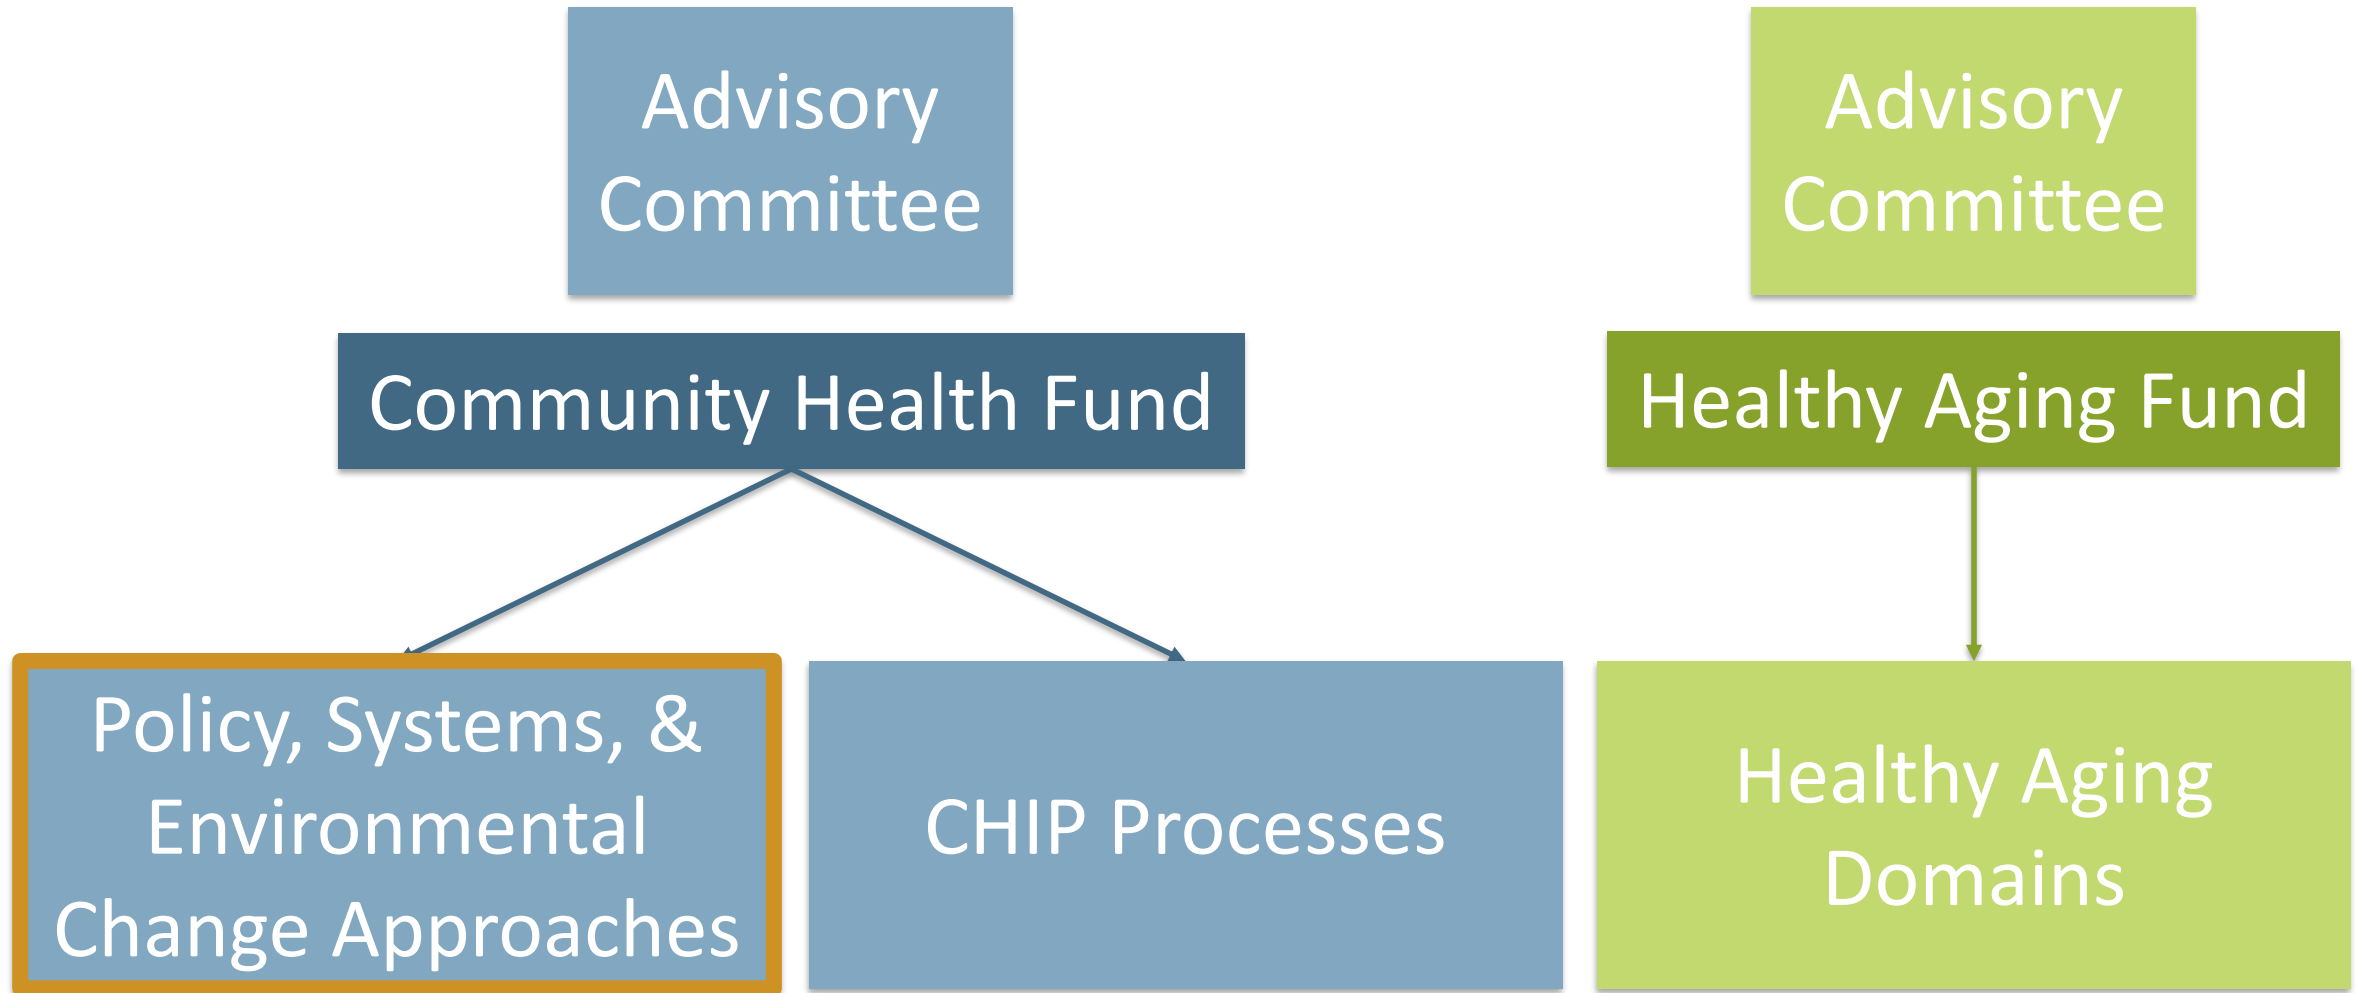 Advisory
Committee
Advisory
Committee
Community Health Fund
Healthy Aging Fund
Policy, Systems, &
Environmental
Change Approaches
CHIP Processes
Healthy Aging
Domains